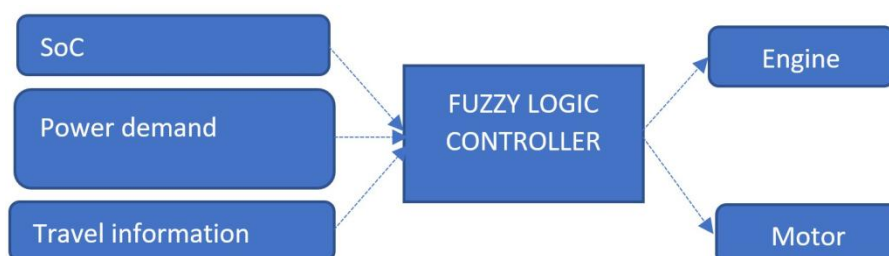 SoC
Power demand
Travel information
FUZZY LOGIC
CONTROLLER
Engine
Motor